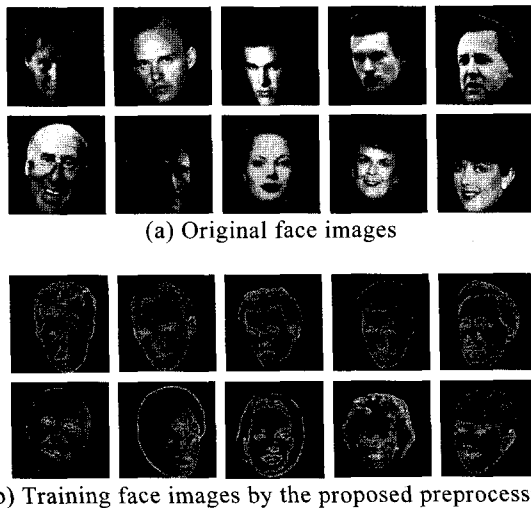 (a) Original face images
b) Training face images by the proposed preprocess